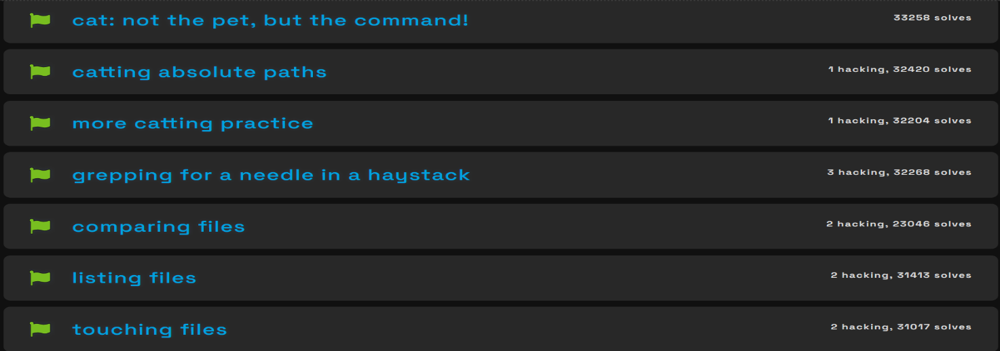 cat: not the pet, but the command!
33258 solves
catting absolute paths
1 hacking, 32420 solves
more catting practice
1 hacking, 32204 solves
grepping for a needle in a haystack
3 hacking, 32268 solves
comparing files
2 hacking, 23046 solves
listing files
2 hacking, 31413 solves
touching files
2 hacking, 31017 solves